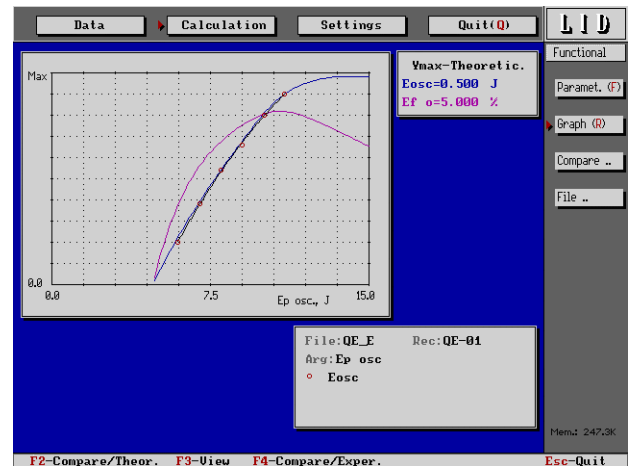 Data Calculation Settings Quit(Q) LID
Functional
Ymax-Theoretic.
Eosc=0.500 J
Ef o=5.000 %
Paramet. (F)
Graph (R)
Compare ..
File ..
Max
0.0
0.0 7.5 Ep osc., J 15.0
File:QE_E Rec:QE-01
Arg:Ep osc
Eosc
Mem.: 247.3K
F2-Compare/Theor. F3-View F4-Compare/Exper. Esc-Quit